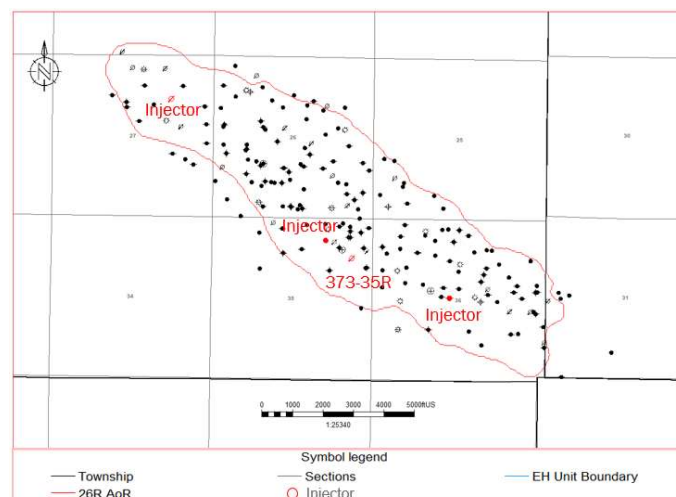 N
27
26
25
30
Injector
Injector
373-35R
34
36
31
Injector
0 1000 2000 3000 4000 5000ftUS
1:25340
Symbol legend
Township Sections EH Unit Boundary
26R AoR Injector